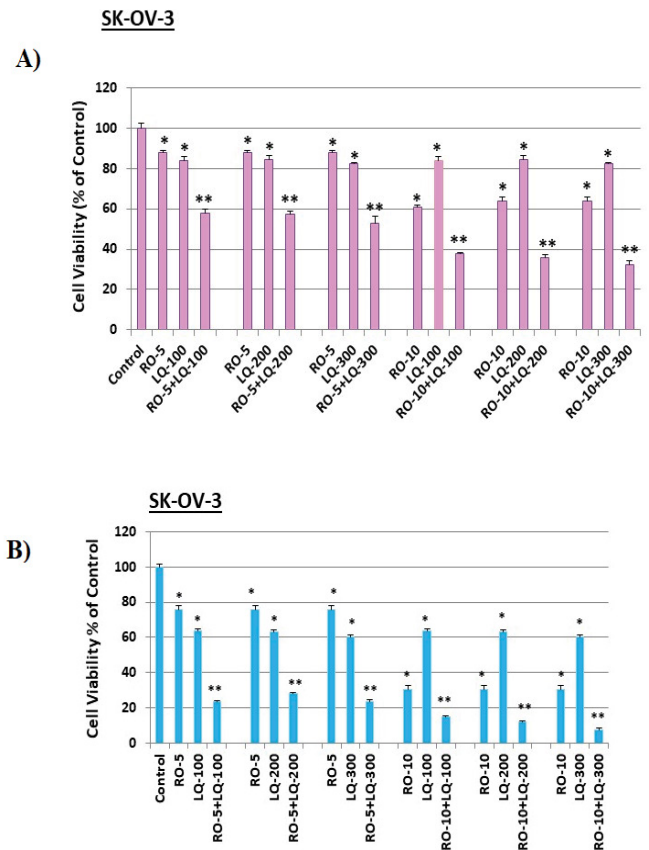 SK-OV-3
A)
Cell Viability (% of Control)
120
100
80
60
40
20
0
* * ** * * ** * * ** * * ** * * ** * * **
Control RO-5 LQ-100 RO-5+LQ-100 RO-5 LQ-200 RO-5+LQ-200 RO-5 LQ-300 RO-5+LQ-300 RO-10 LQ-100 RO-10+LQ-100 RO-10 LQ-200 RO-10+LQ-200 RO-10 LQ-300 RO-10+LQ-300
SK-OV-3
B)
Cell Viability % of Control
120
100
80
60
40
20
0
* * ** * * ** * * ** * * ** * * ** * * **
Control RO-5 LQ-100 RO-5+LQ-100 RO-5 LQ-200 RO-5+LQ-200 RO-5 LQ-300 RO-5+LQ-300 RO-10 LQ-100 RO-10+LQ-100 RO-10 LQ-200 RO-10+LQ-200 RO-10 LQ-300 RO-10+LQ-300